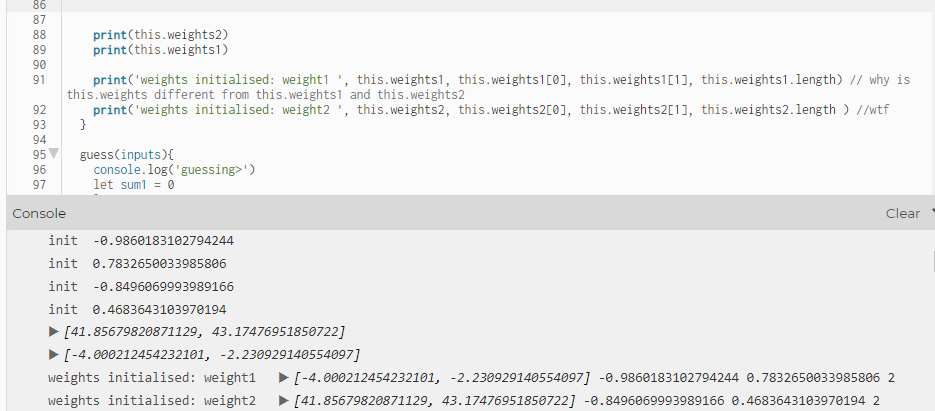 86
87
88 print(this.weights2)
89 print(this.weights1)
90
91 print('weights initialised: weight1 ', this.weights1, this.weights1[0], this.weights1[1], this.weights1.length) // why is
this.weights different from this.weights1 and this.weights2
92 print('weights initialised: weight2 ', this.weights2, this.weights2[0], this.weights2[1], this.weights2.length ) //wtf
93 }
94
95 guess(inputs){
96 console.log('guessing>')
97 let sum1 = 0
Console Clear
init -0.9860183102794244
init 0.7832650033985806
init -0.8496069993989166
init 0.4683643103970194
[41.85679820871129, 43.17476951850722]
[-4.000212454232101, -2.230929140554097]
weights initialised: weight1 [-4.000212454232101, -2.230929140554097] -0.9860183102794244 0.7832650033985806 2
weights initialised: weight2 [41.85679820871129, 43.17476951850722] -0.8496069993989166 0.4683643103970194 2